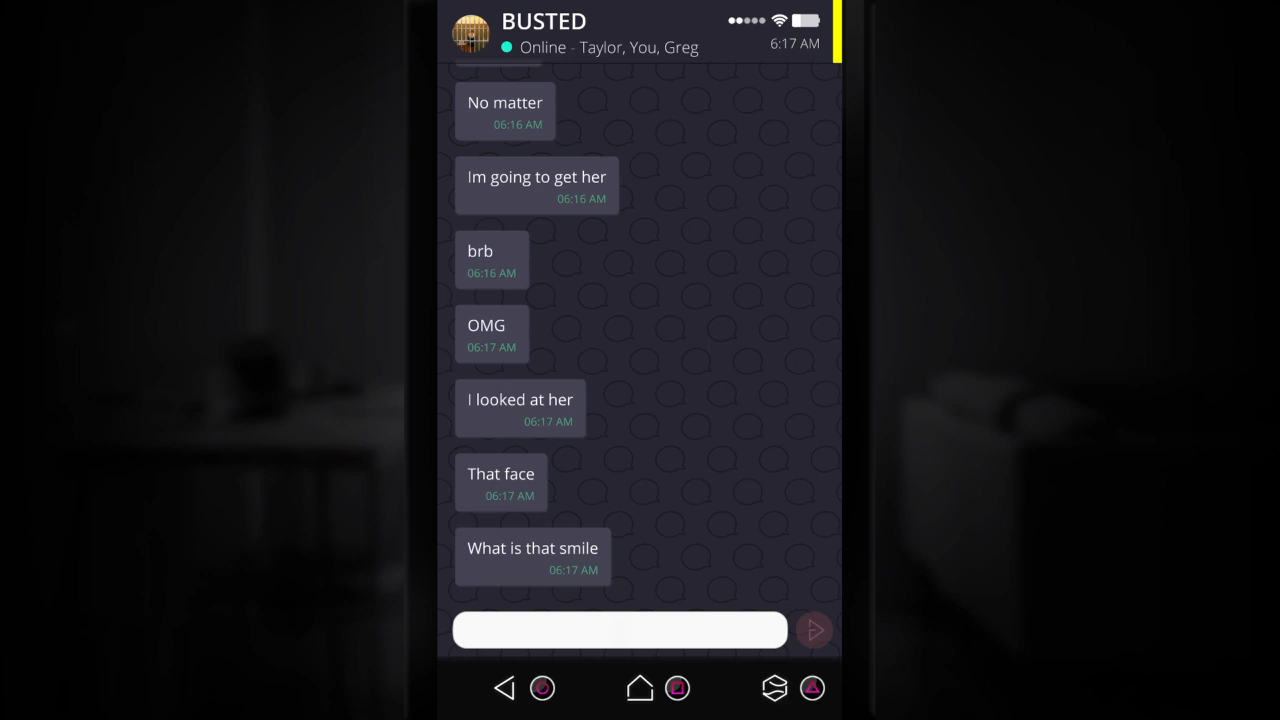 BUSTED
Online - Taylor, You, Greg
6:17 AM
No matter
06:16 AM
Im going to get her
06:16 AM
brb
06:16 AM
OMG
06:17 AM
I looked at her
06:17 AM
That face
06:17 AM
What is that smile
06:17 AM